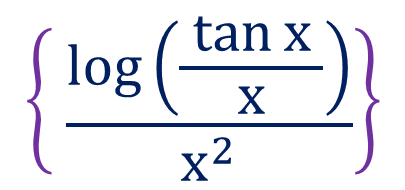 { log ( tan x / x ) / x² }